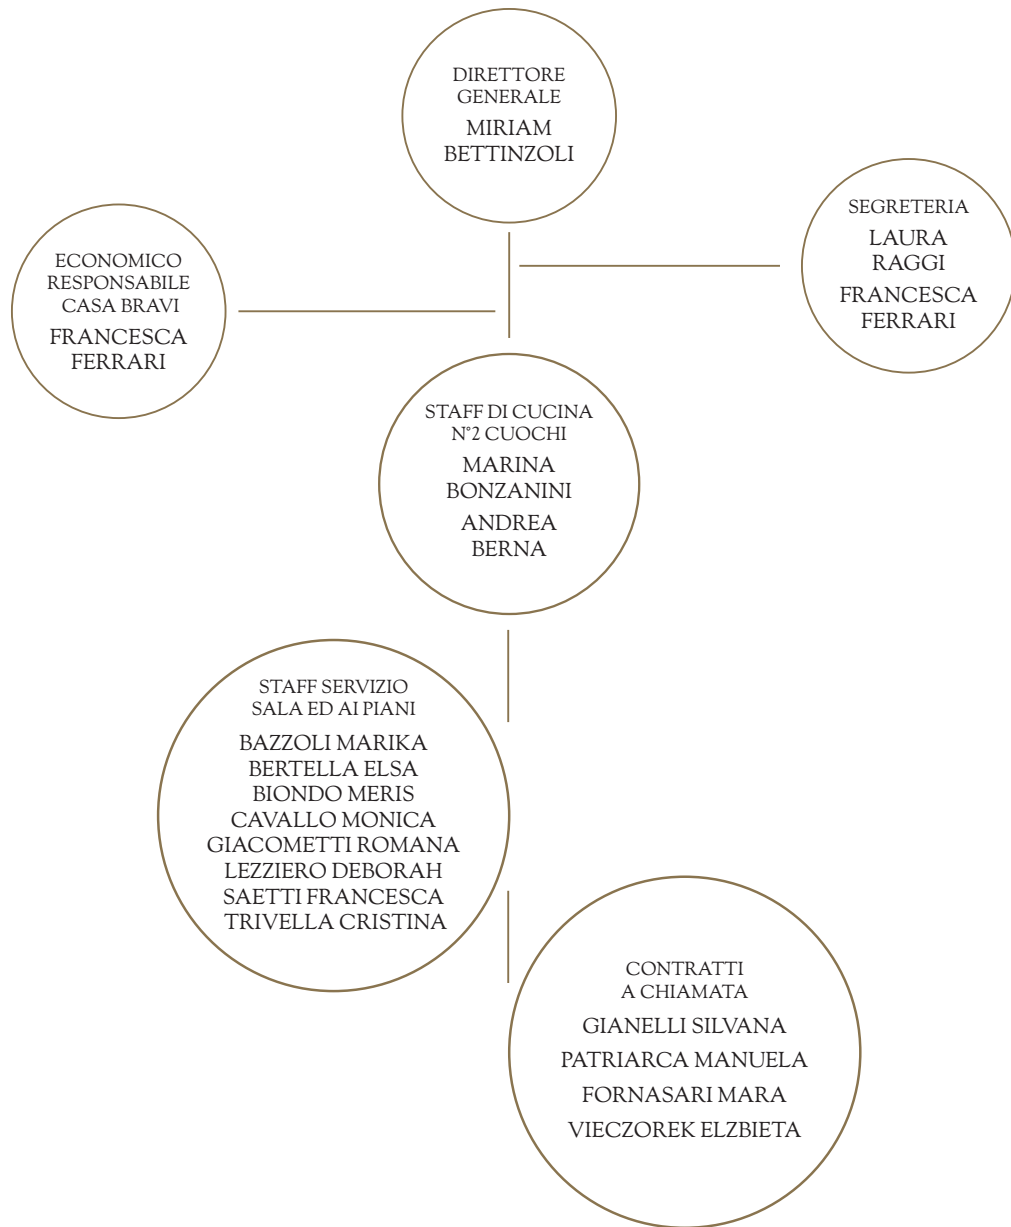 DIRETTORE
GENERALE
MIRIAM
BETTINZOLI
SEGRETERIA
LAURA
RAGGI
FRANCESCA
FERRARI
ECONOMICO
RESPONSABILE
CASA BRAVI
FRANCESCA
FERRARI
STAFF DI CUCINA
N°2 CUOCHI
MARINA
BONZANINI
ANDREA
BERNA
STAFF SERVIZIO
SALA ED AI PIANI
BAZZOLI MARIKA
BERTELLA ELSA
BIONDO MERIS
CAVALLO MONICA
GIACOMETTI ROMANA
LEZZIERO DEBORAH
SAETTI FRANCESCA
TRIVELLA CRISTINA
CONTRATTI
A CHIAMATA
GIANELLI SILVANA
PATRIARCA MANUELA
FORNASARI MARA
VIECZOREK ELZBIETA